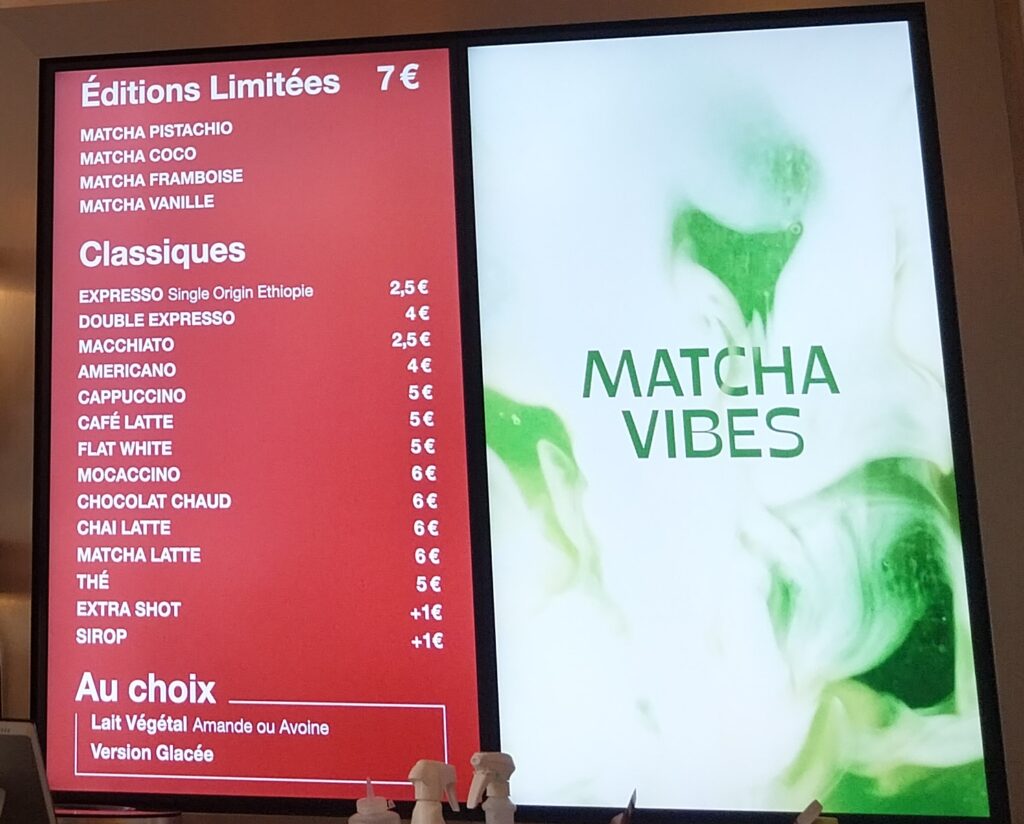 Éditions Limitées 7€
MATCHA PISTACHIO
MATCHA COCO
MATCHA FRAMBOISE
MATCHA VANILLE
Classiques
EXPRESSO Single Origin Ethiopie 2,5€
DOUBLE EXPRESSO 4€
MACCHIATO 2,5€
AMERICANO 4€
CAPPUCCINO 5€
CAFÉ LATTE 5€
FLAT WHITE 5€
MOCACCINO 6€
CHOCOLAT CHAUD 6€
CHAI LATTE 6€
MATCHA LATTE 6€
THÉ 5€
EXTRA SHOT +1€
SIROP +1€
Au choix
Lait Végétal Amande ou Avoine
Version Glacée
MATCHA
VIBES